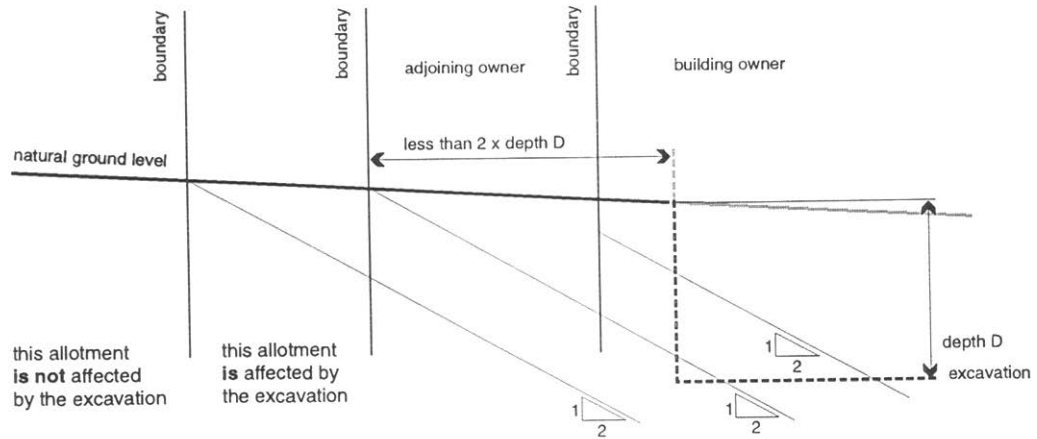 boundary
boundary
boundary
adjoining owner
building owner
less than 2 x depth D
natural ground level
this allotment
is not affected
by the excavation
this allotment
is affected by
the excavation
1
2
1
2
1
2
depth D
excavation